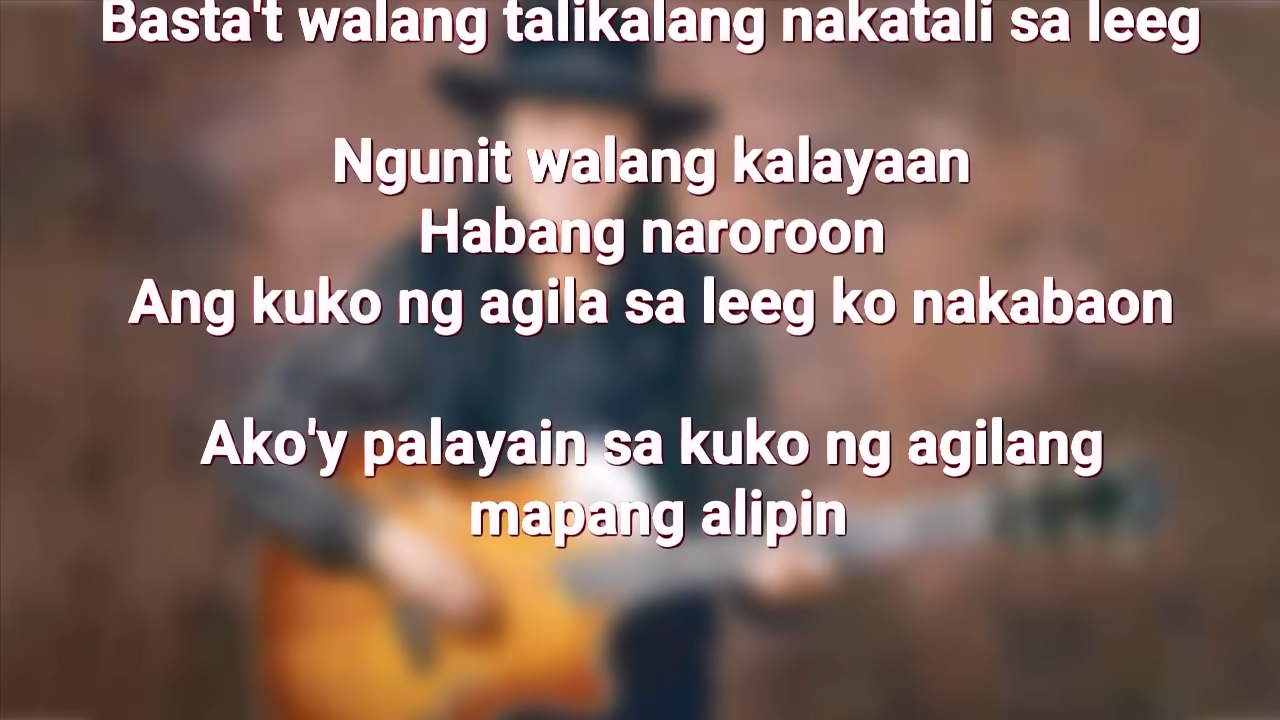 Basta't walang talikalang nakatali sa leeg
Ngunit walang kalayaan
Habang naroroon
Ang kuko ng agila sa leeg ko nakabaon
Ako'y palayain sa kuko ng agilang
mapang alipin